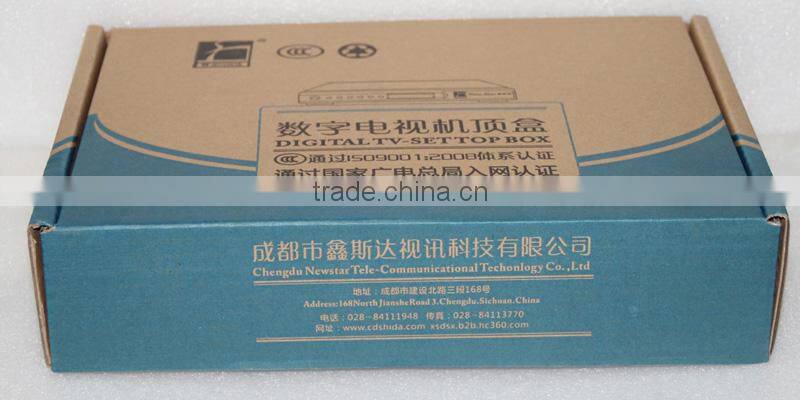 数字电视机顶盒
DIGITAL TV-SET TOP BOX
通过ISO9001:2008体系认证
通过国家广电总局入网认证
trade.china.cn
成都市鑫斯达视讯科技有限公司
Chengdu Newstar Tele-Communicational Techonlogy Co.,Ltd
地址：成都市建设北路三段168号
Address:168North Jianshe Road 3.Chengdu.Sichuan.China
电话：028-84111948 传真：028-84113770
网址：www.cdshida.com xsdsx.b2b.hc360.com